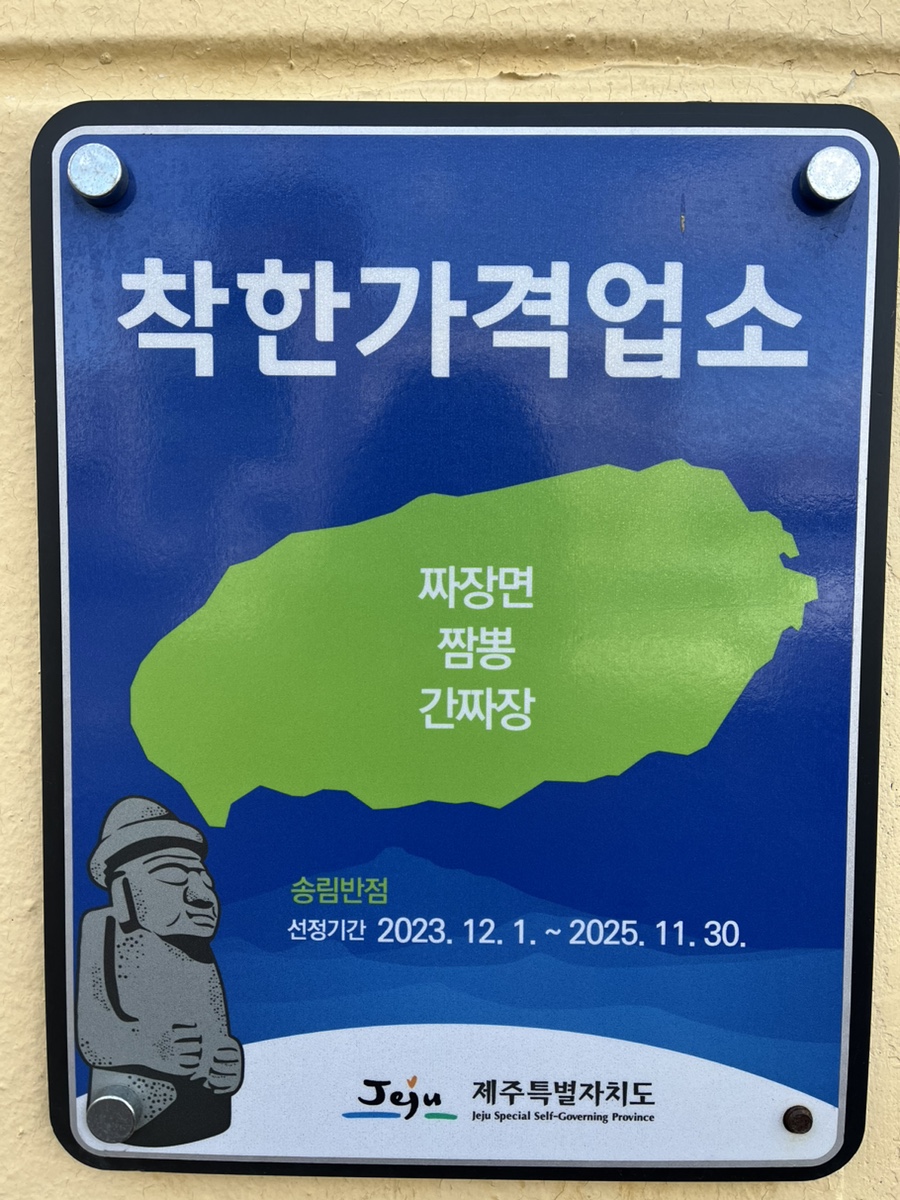 착한가격업소
짜장면
짬뽕
간짜장
송림반점
선정기간 2023. 12. 1. ~ 2025. 11. 30.
Jeju 제주특별자치도
Jeju Special Self-Governing Province